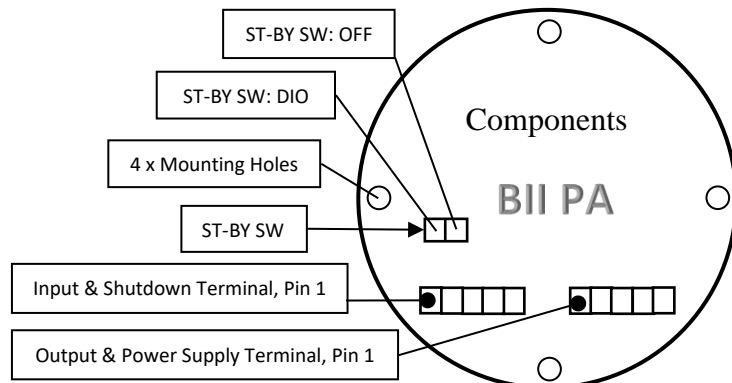 ST-BY SW: OFF
ST-BY SW: DIO
Components
4 x Mounting Holes
BII PA
ST-BY SW
Input & Shutdown Terminal, Pin 1
Output & Power Supply Terminal, Pin 1